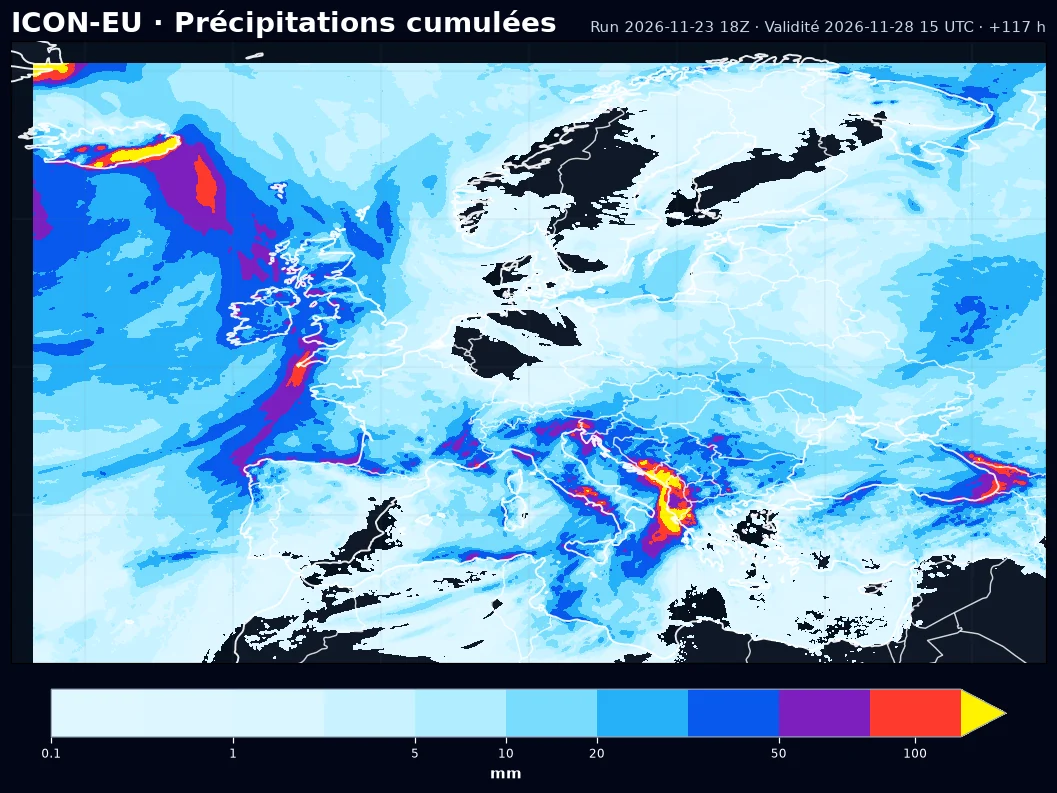 ICON-EU · Précipitations cumulées
Run 2026-11-23 18Z · Validité 2026-11-28 15 UTC · +117 h
0.1 1 5 10 20 50 100
mm